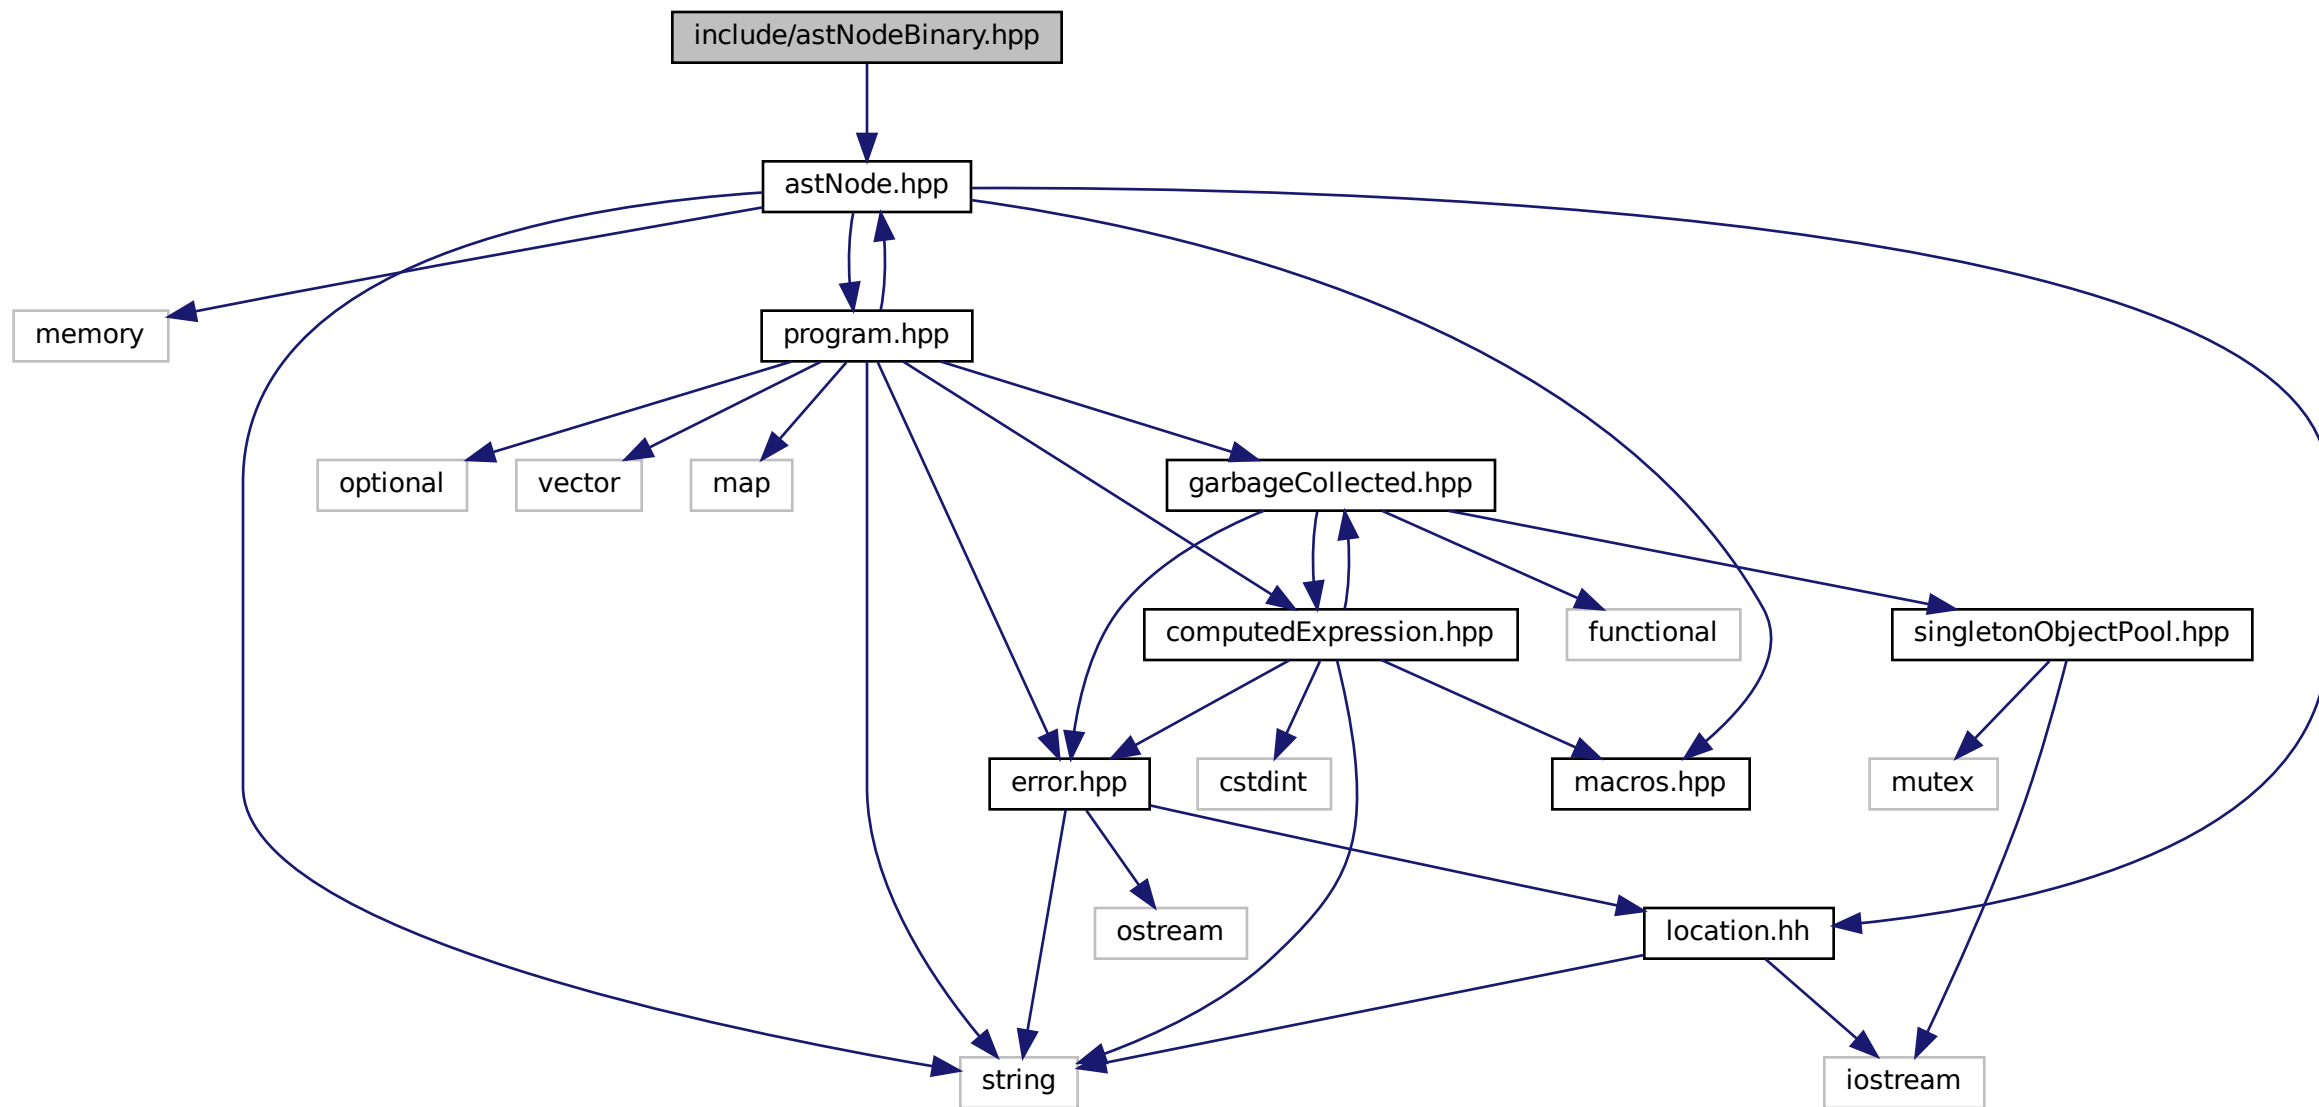 include/astNodeBinary.hpp
astNode.hpp
memory
program.hpp
optional
vector
map
garbageCollected.hpp
computedExpression.hpp
functional
singletonObjectPool.hpp
error.hpp
cstdint
macros.hpp
mutex
ostream
location.hh
string
iostream